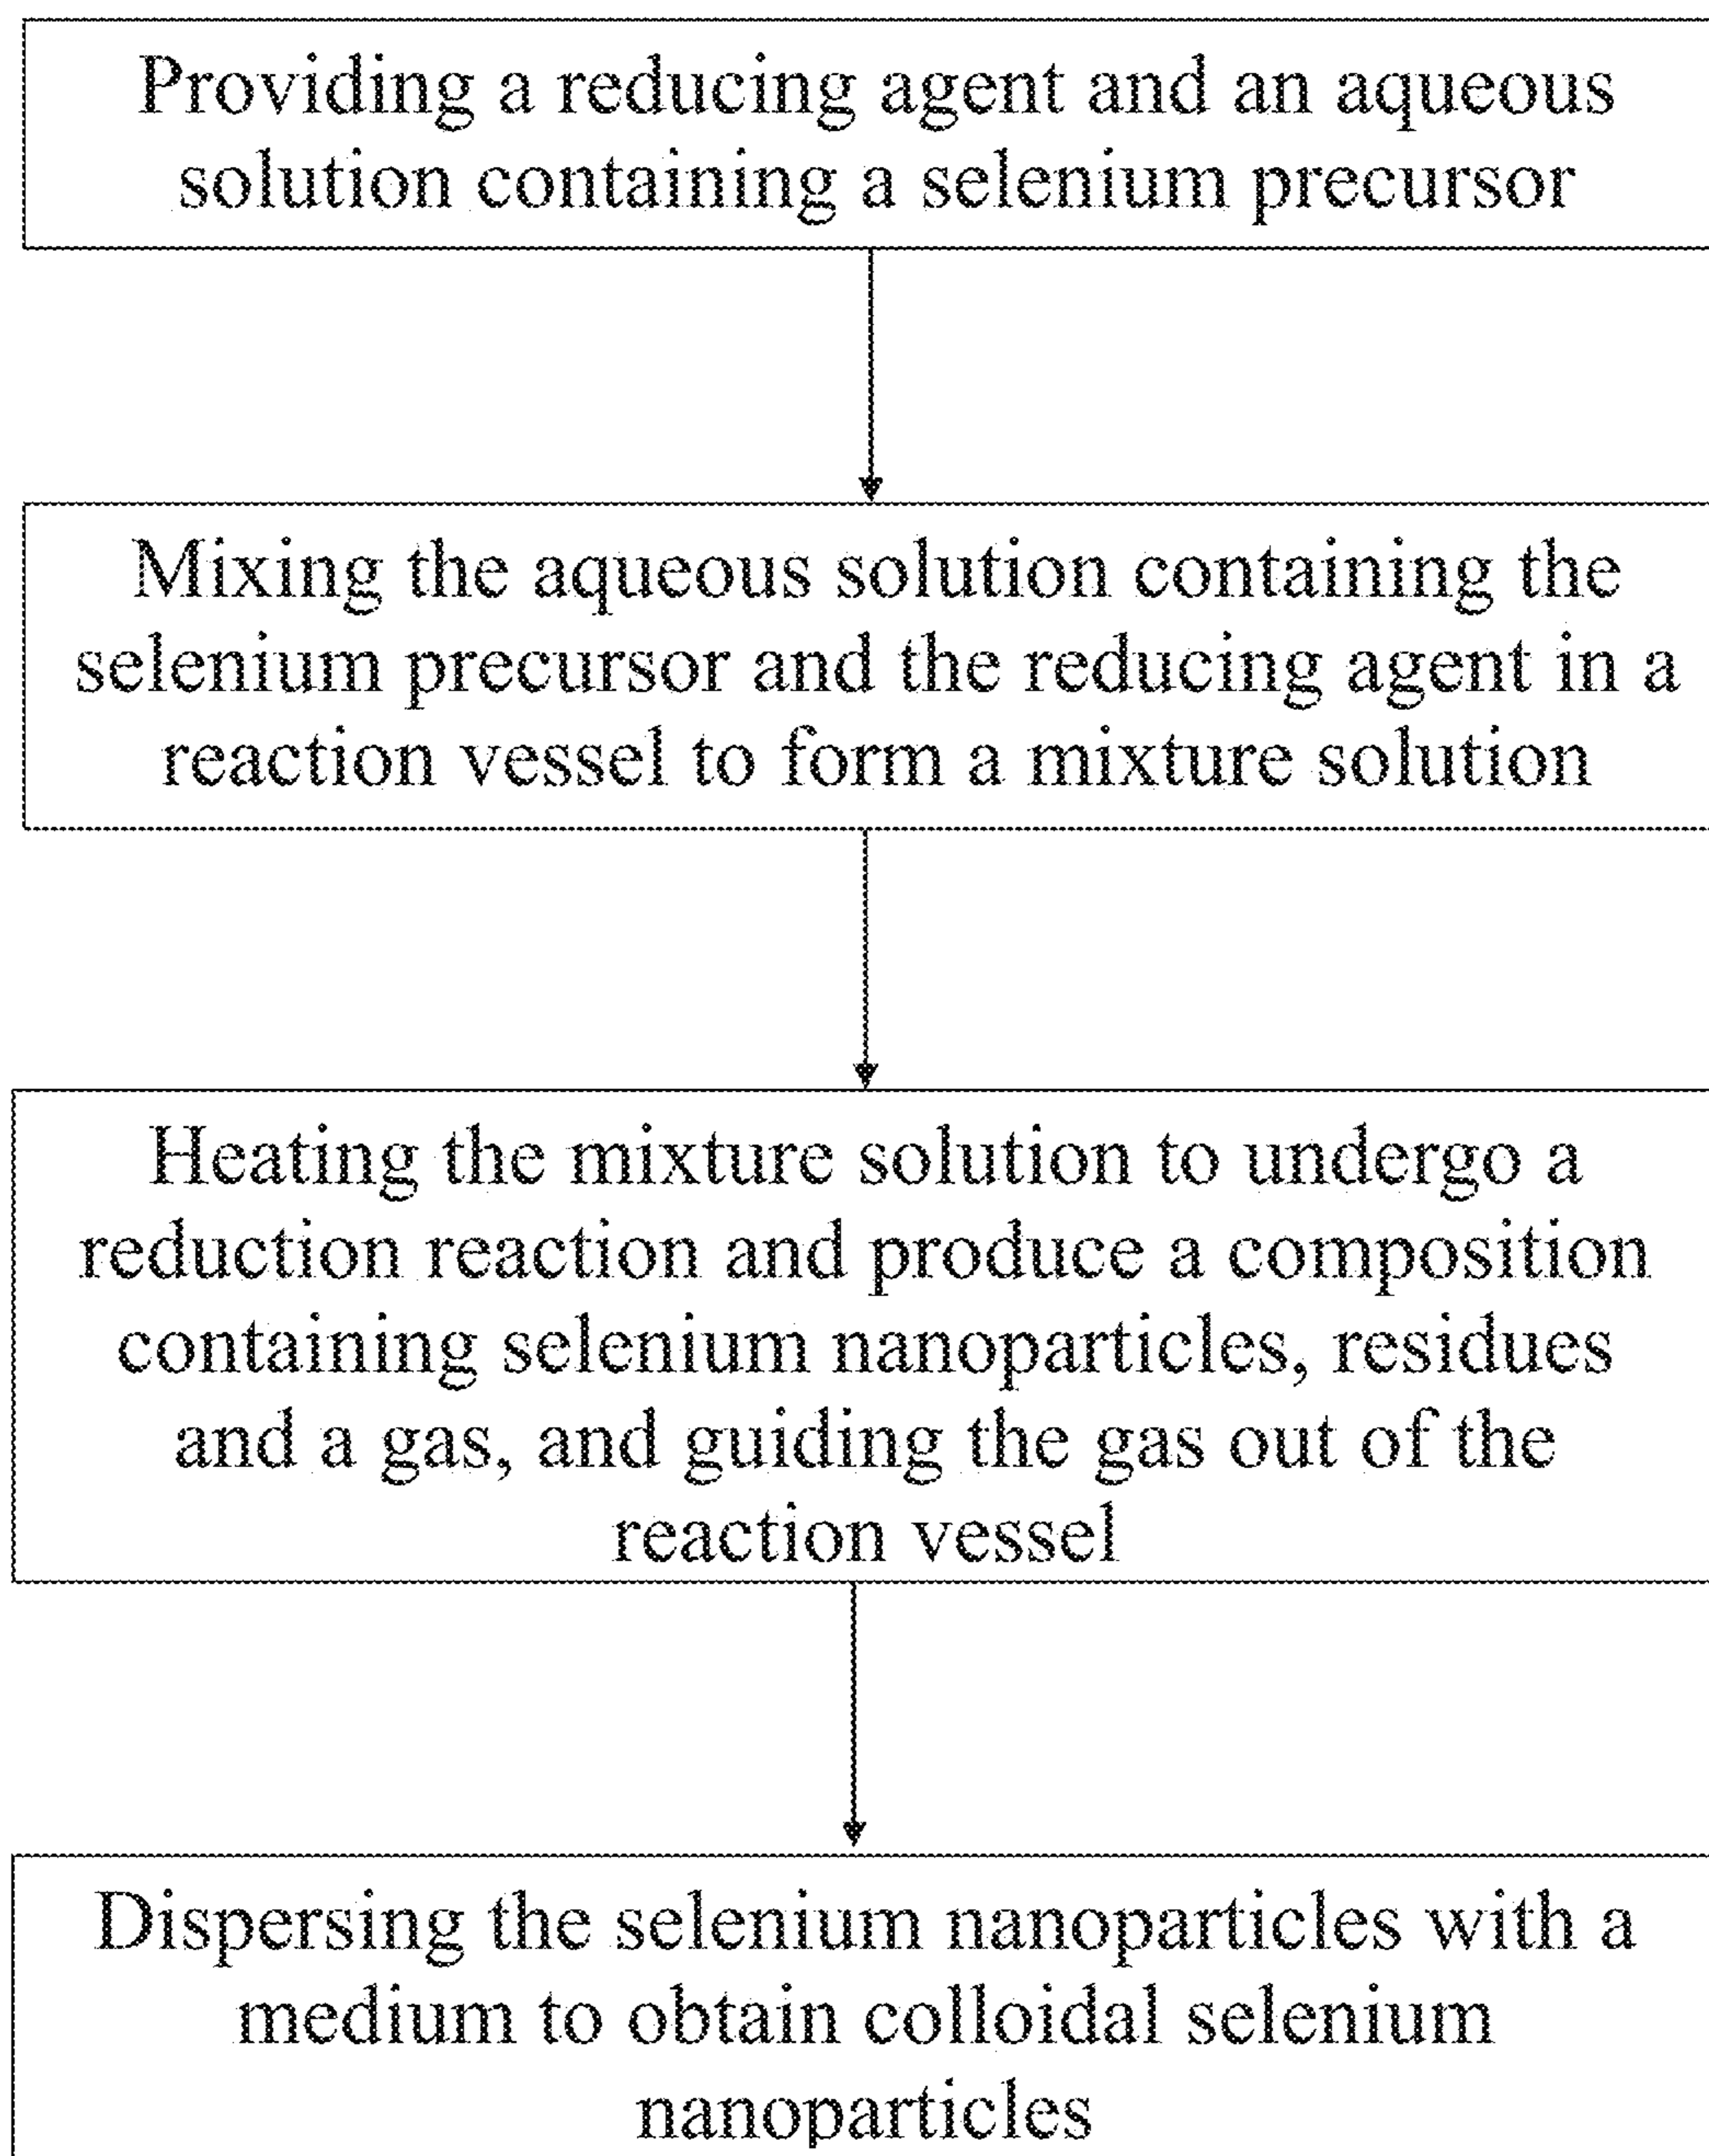 Providing a reducing agent and an aqueous
solution containing a selenium precursor
Mixing the aqueous solution containing the
selenium precursor and the reducing agent in a
reaction vessel to form a mixture solution
Heating the mixture solution to undergo a
reduction reaction and produce a composition
containing selenium nanoparticles, residues
and a gas, and guiding the gas out of the
reaction vessel
Dispersing the selenium nanoparticles with a
medium to obtain colloidal selenium
nanoparticles